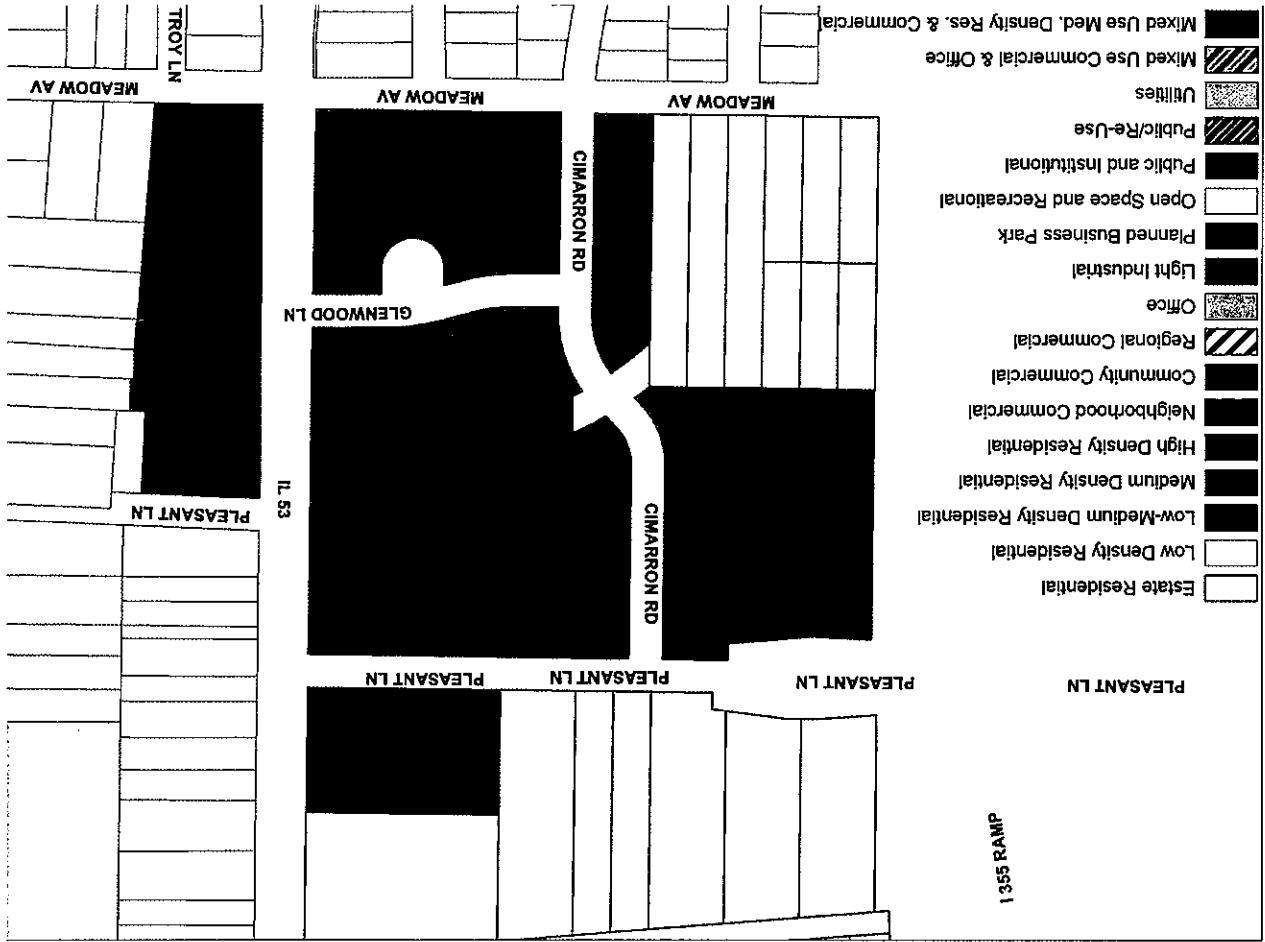 I 355 RAMP
PLEASANT LN
PLEASANT LN
PLEASANT LN
PLEASANT LN
CIMARRON RD
PLEASANT LN
IL 53
GLENWOOD LN
CIMARRON RD
MEADOW AV
MEADOW AV
MEADOW AV
TROY LN
Estate Residential
Low Density Residential
Low-Medium Density Residential
Medium Density Residential
High Density Residential
Neighborhood Commercial
Community Commercial
Regional Commercial
Office
Light Industrial
Planned Business Park
Open Space and Recreational
Public and Institutional
Public/Re-Use
Utilities
Mixed Use Commercial & Office
Mixed Use Med. Density Res. & Commercial